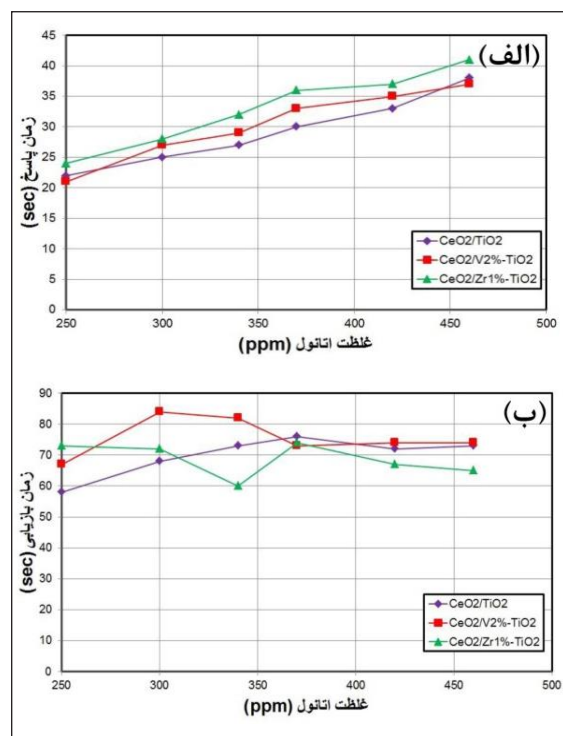 (الف)
45
40
35
30
25
20
15
10
5
0
زمان پاسخ (sec)
CeO2/TiO2
CeO2/V2%-TiO2
CeO2/Zr1%-TiO2
250 300 350 400 450 500
غلظت اتانول (ppm)
(ب)
90
80
70
60
50
40
30
20
10
0
زمان بازیابی (sec)
CeO2/TiO2
CeO2/V2%-TiO2
CeO2/Zr1%-TiO2
250 300 350 400 450 500
غلظت اتانول (ppm)